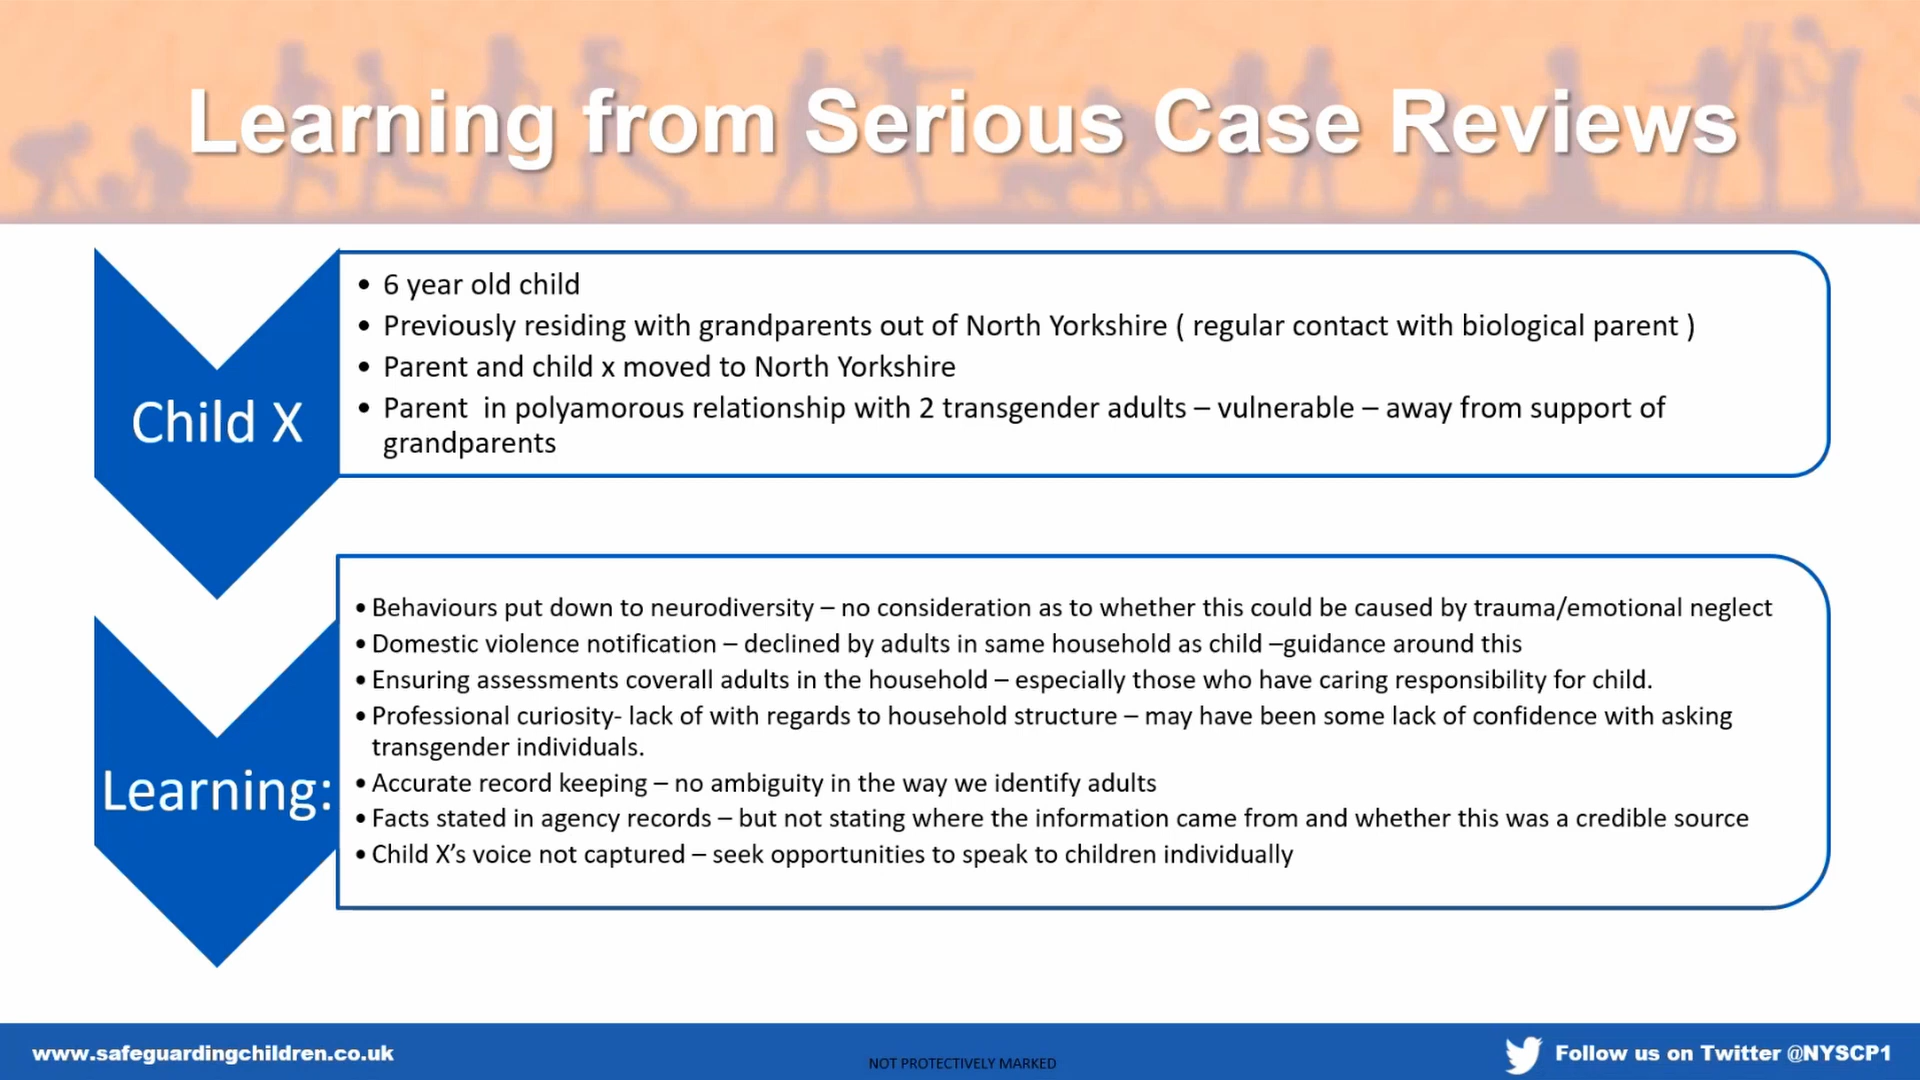 Learning from Serious Case Reviews
Child X
• 6 year old child
• Previously residing with grandparents out of North Yorkshire ( regular contact with biological parent )
• Parent and child x moved to North Yorkshire
• Parent  in polyamorous relationship with 2 transgender adults – vulnerable – away from support of
grandparents
Learning:
• Behaviours put down to neurodiversity – no consideration as to whether this could be caused by trauma/emotional neglect
• Domestic violence notification – declined by adults in same household as child –guidance around this
• Ensuring assessments coverall adults in the household – especially those who have caring responsibility for child.
• Professional curiosity- lack of with regards to household structure – may have been some lack of confidence with asking
transgender individuals.
• Accurate record keeping – no ambiguity in the way we identify adults
• Facts stated in agency records – but not stating where the information came from and whether this was a credible source
• Child X’s voice not captured – seek opportunities to speak to children individually
www.safeguardingchildren.co.uk
NOT PROTECTIVELY MARKED
Follow us on Twitter @NYSCP1